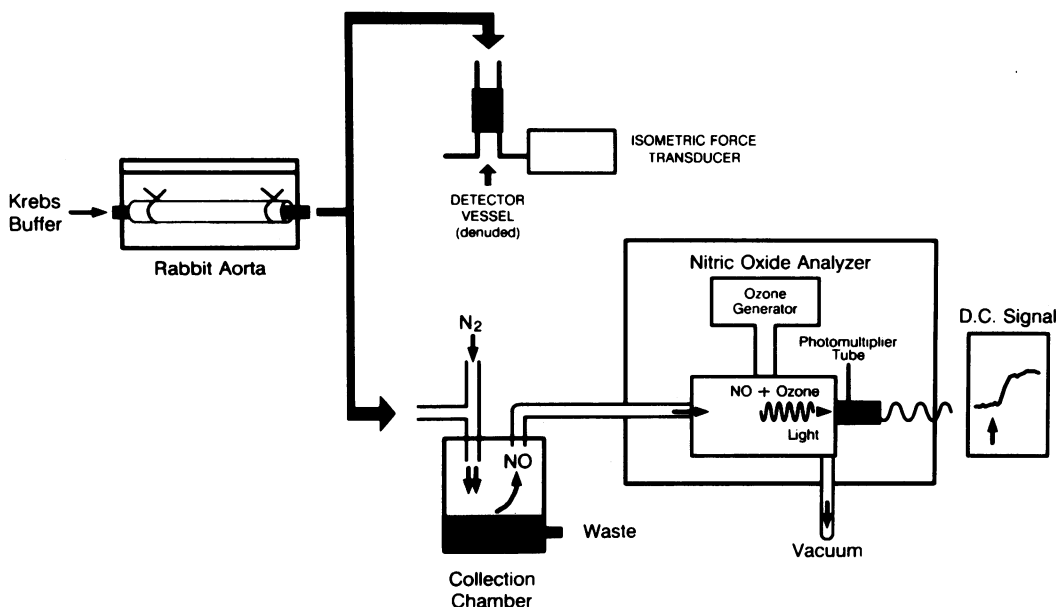 ISOMETRIC FORCE
TRANSDUCER
DETECTOR
VESSEL
(denuded)
Krebs
Buffer
Rabbit Aorta
Nitric Oxide Analyzer
Ozone
Generator
N2
D.C. Signal
Photomultiplier
Tube
NO + Ozone
Light
NO
Waste
Vacuum
Collection
Chamber